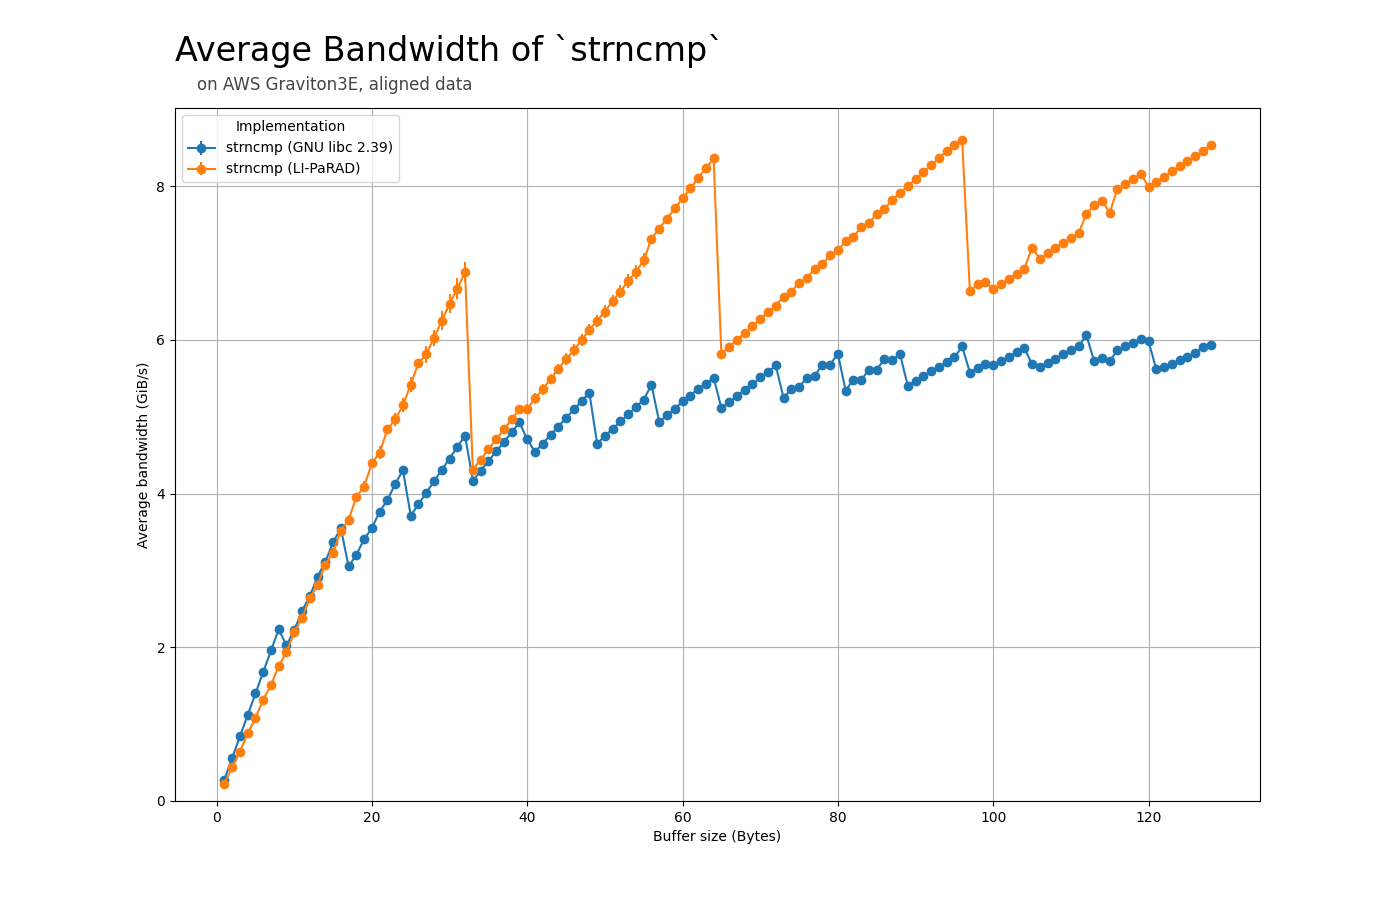 Average Bandwidth of `strncmp`
on AWS Graviton3E, aligned data
Implementation
strncmp (GNU libc 2.39)
strncmp (LI-PaRAD)
8
6
4
2
0
Average bandwidth (GiB/s)
0 20 40 60 80 100 120
Buffer size (Bytes)